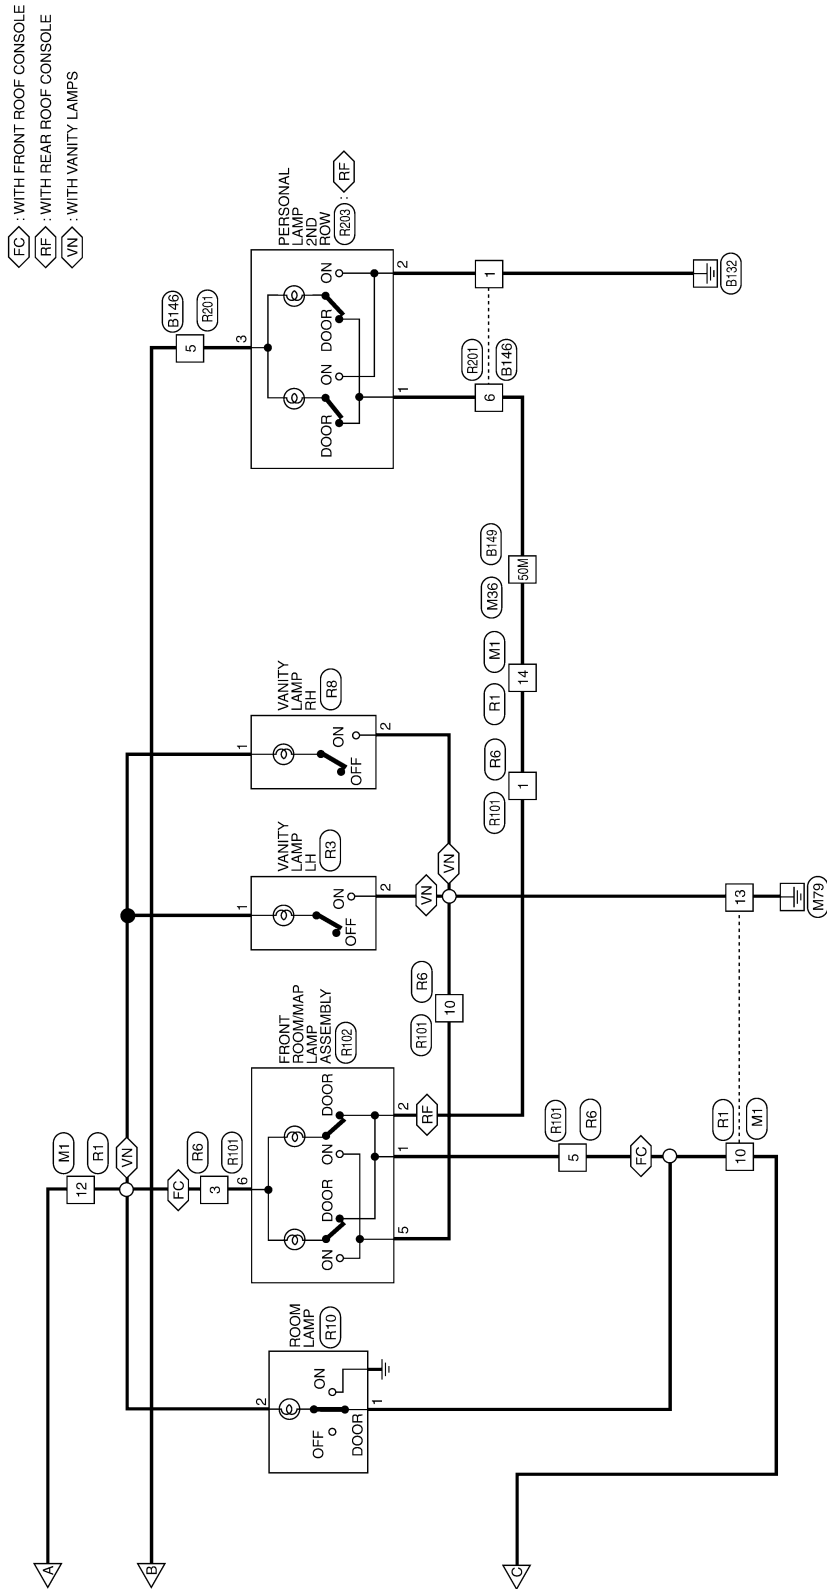 FC : WITH FRONT ROOF CONSOLE
RF : WITH REAR ROOF CONSOLE
VN : WITH VANITY LAMPS
A
B
C
M1
12
R1
VN
FC
R6
3
R101
6
B146
5
R201
3
2
ROOM
LAMP
R10
OFF
ON
DOOR
1
FRONT
ROOM/MAP
LAMP
ASSEMBLY
R102
ON
DOOR
ON
DOOR
5
1
2
RF
1
VANITY
LAMP
LH
R3
OFF
ON
2
VN
1
VANITY
LAMP
RH
R8
OFF
ON
2
VN
PERSONAL
LAMP
2ND
ROW
R203 : RF
DOOR
ON
DOOR
ON
1
2
R101
10
R6
R101
1
R6
R1
14
M1
M36
50M
B149
R201
6
B146
1
B132
R101
5
R6
FC
R1
10
M1
13
M79